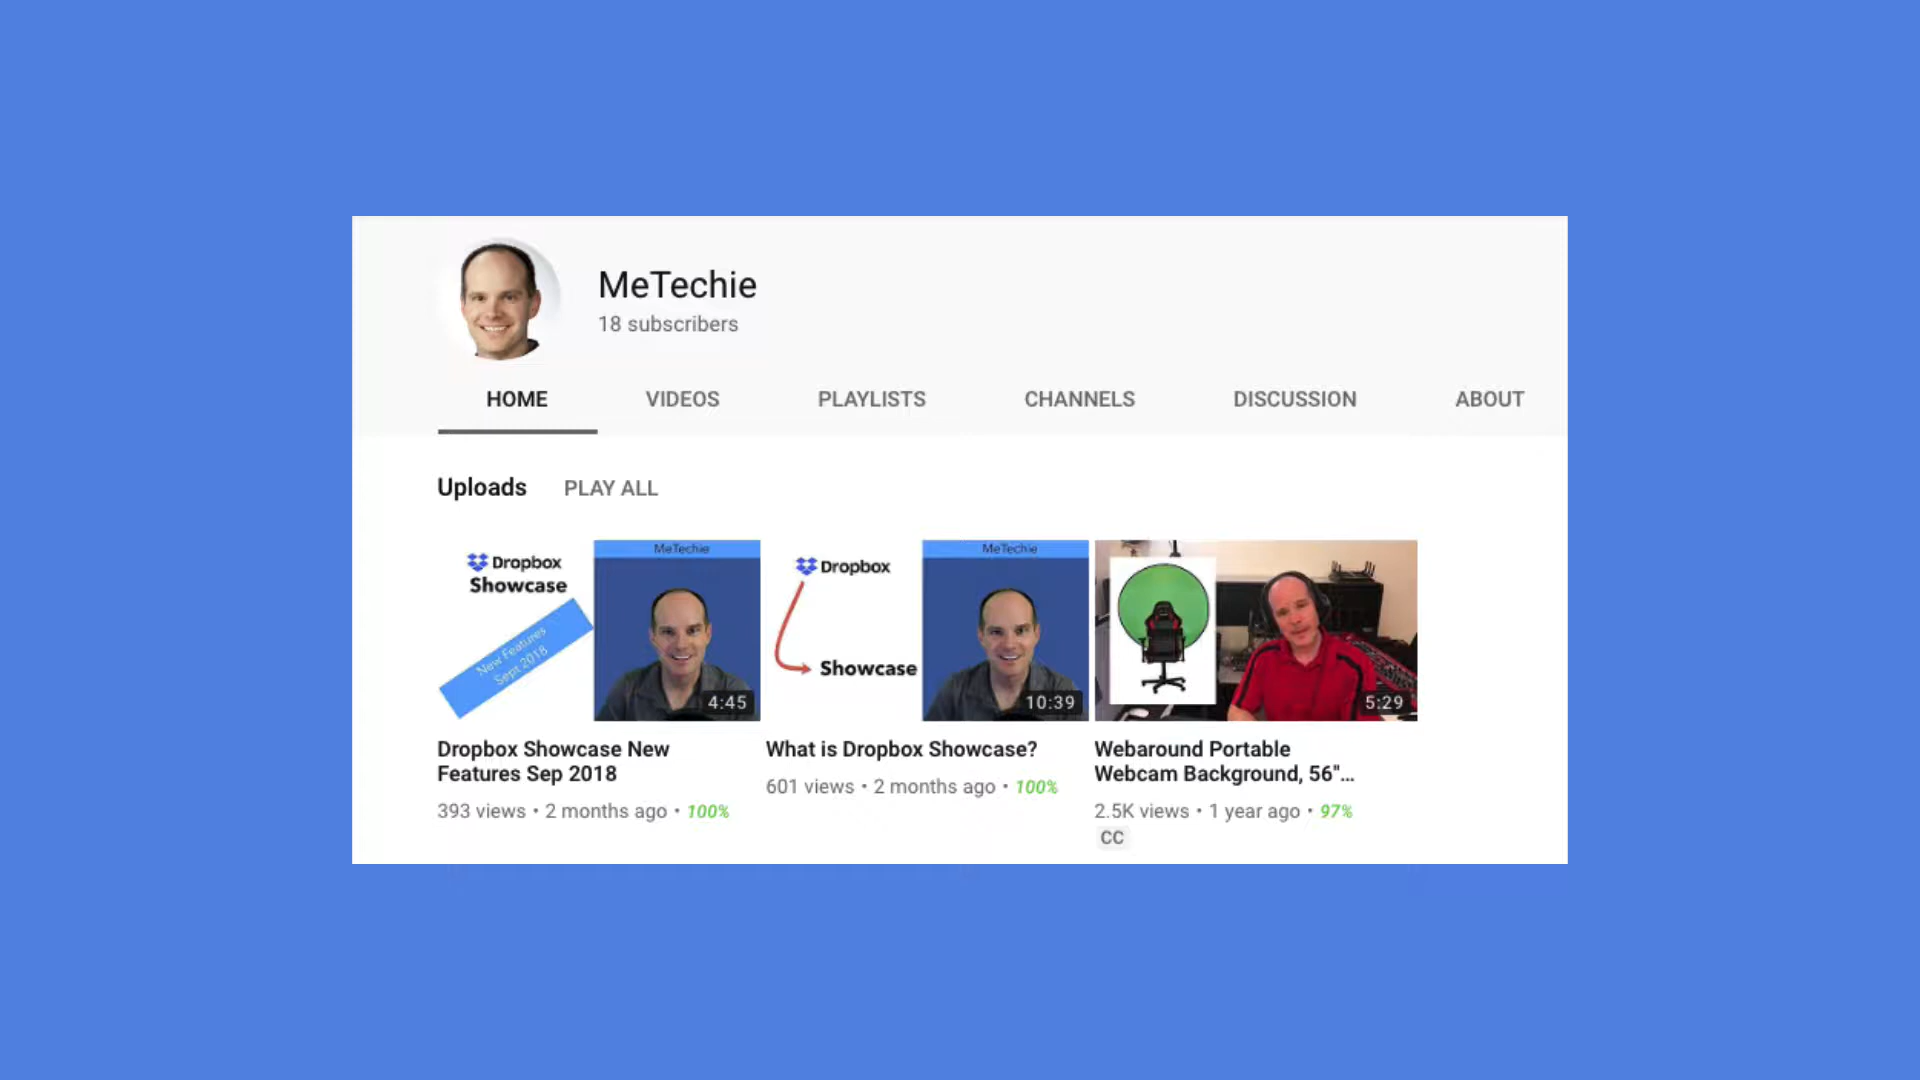 MeTechie
18 subscribers
HOME VIDEOS PLAYLISTS CHANNELS DISCUSSION ABOUT
Uploads PLAY ALL
Dropbox
Showcase
New Features
Sept 2018
MeTechie
4:45
Dropbox
Showcase
MeTechie
10:39
5:29
Dropbox Showcase New
Features Sep 2018
393 views • 2 months ago • 100%
What is Dropbox Showcase?
601 views • 2 months ago • 100%
Webaround Portable
Webcam Background, 56"...
2.5K views • 1 year ago • 97%
CC